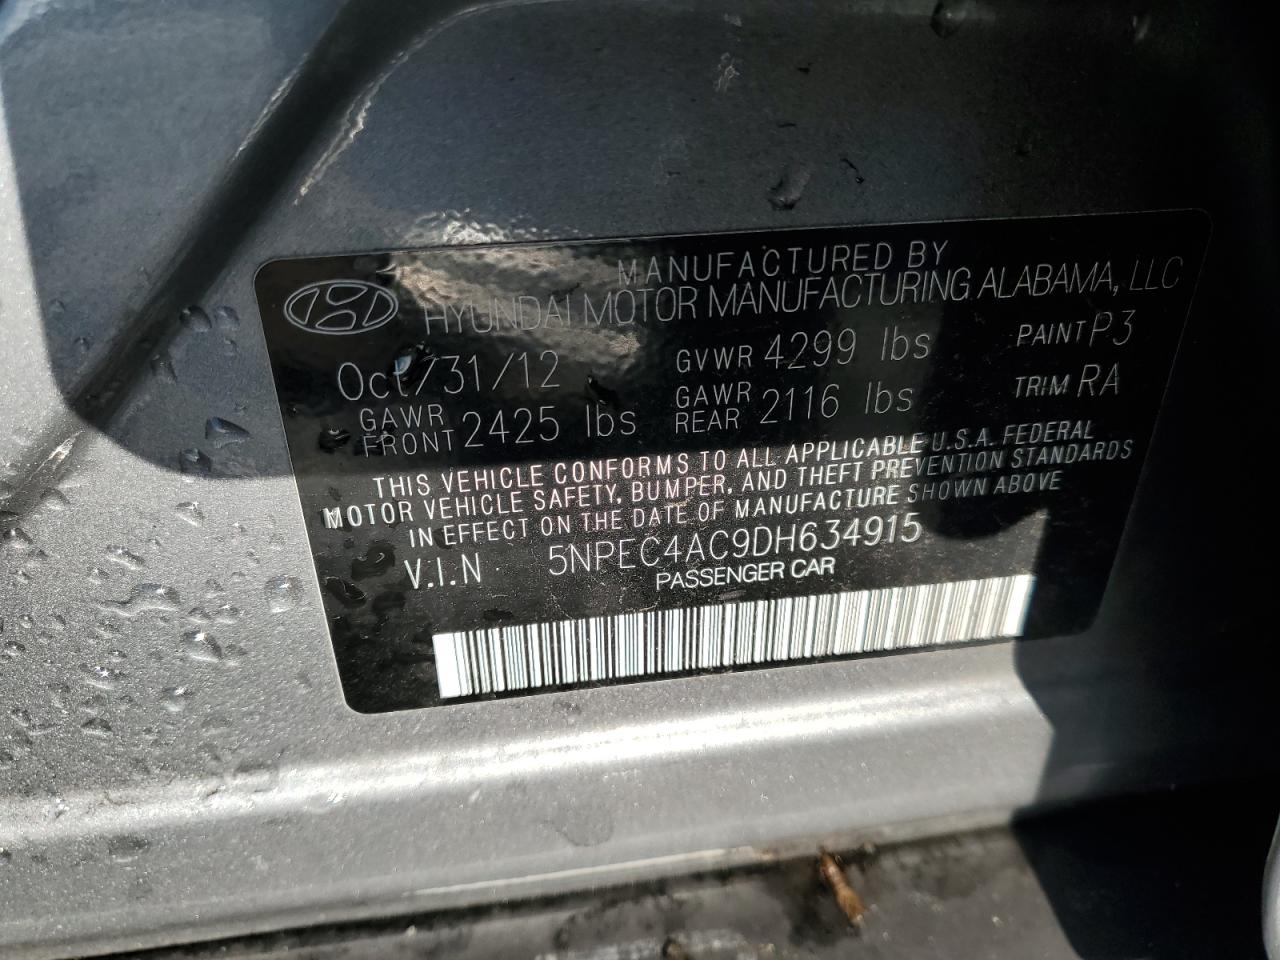 MANUFACTURED BY
HYUNDAI MOTOR MANUFACTURING ALABAMA, LLC
Oct/31/12 GVWR 4299 lbs PAINT P3
GAWR FRONT 2425 lbs GAWR REAR 2116 lbs TRIM RA
THIS VEHICLE CONFORMS TO ALL APPLICABLE U.S.A. FEDERAL
MOTOR VEHICLE SAFETY, BUMPER, AND THEFT PREVENTION STANDARDS
IN EFFECT ON THE DATE OF MANUFACTURE SHOWN ABOVE
V.I.N 5NPEC4AC9DH634915
PASSENGER CAR